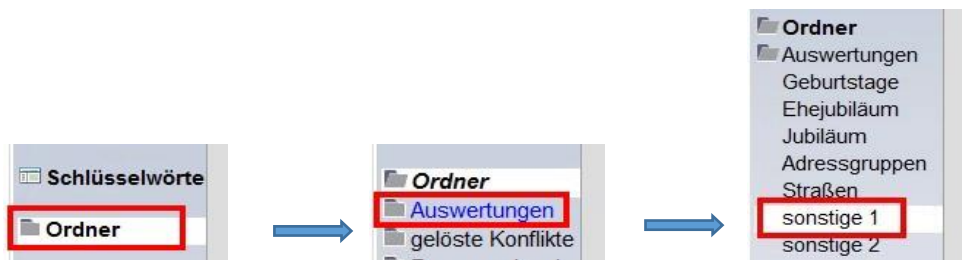 Schlüsselwörte
Ordner
Ordner
Auswertungen
gelöste Konflikte
Ordner
Auswertungen
Geburtstage
Ehejubiläum
Jubiläum
Adressgruppen
Straßen
sonstige 1
sonstige 2